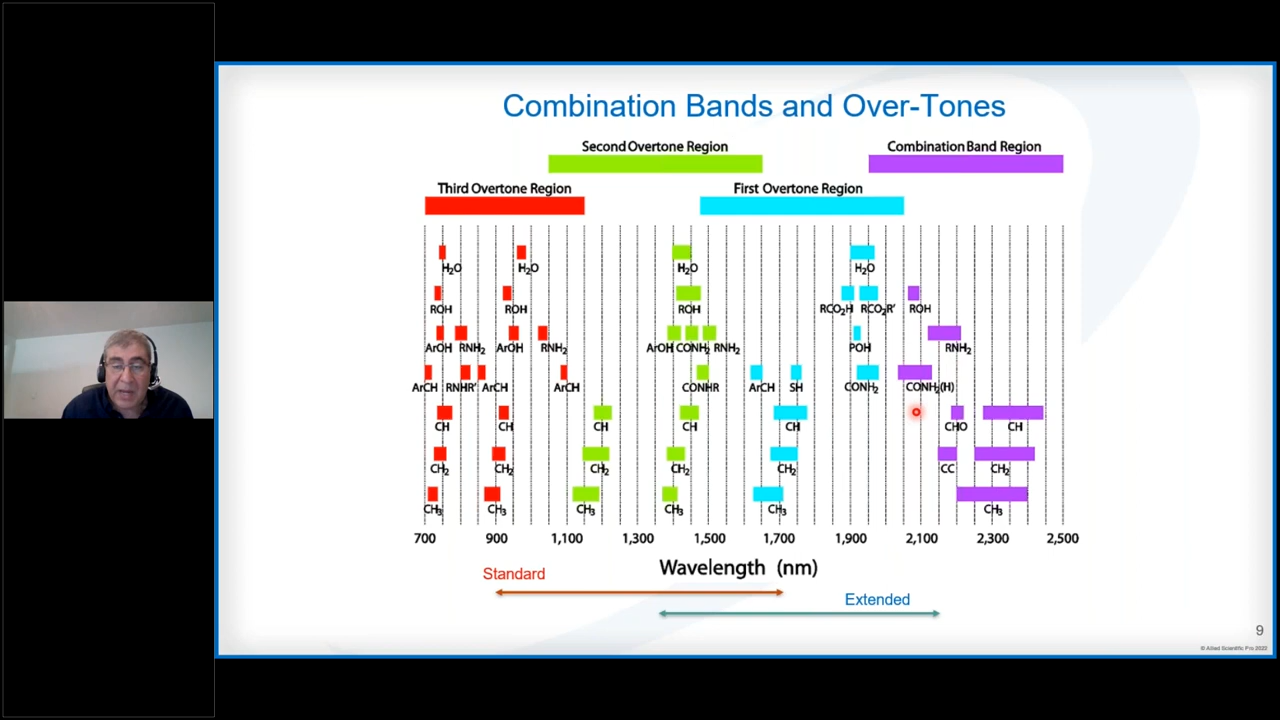 Combination Bands and Over-Tones
Second Overtone Region
Combination Band Region
Third Overtone Region
First Overtone Region
H₂O H₂O H₂O H₂O
ROH ROH ROH RCO₂H RCO₂R' ROH
ArOH RNH₂ ArOH RNH₂ ArOH CONH₂ RNH₂ POH RNH₂
ArCH RNHR' ArCH ArCH CONHR ArCH SH CONH₂ CONH₂(H)
CH CH CH CH CH CHO CH
CH₂ CH₂ CH₂ CH₂ CH₂ CC CH₂
CH₃ CH₃ CH₃ CH₃ CH₃ CH₃
700 900 1,100 1,300 1,500 1,700 1,900 2,100 2,300 2,500
Wavelength (nm)
Standard
Extended
9
© Allied Scientific Pro 2022